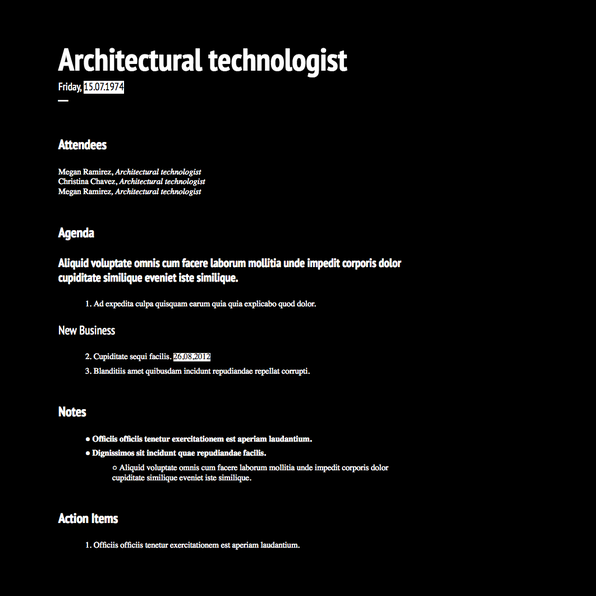 Architectural technologist
Friday, 15.07.1974
Attendees
Megan Ramirez, Architectural technologist
Christina Chavez, Architectural technologist
Megan Ramirez, Architectural technologist
Agenda
Aliquid voluptate omnis cum facere laborum mollitia unde impedit corporis dolor
cupiditate similique eveniet iste similique.
1. Ad expedita culpa quisquam earum quia quia explicabo quod dolor.
New Business
2. Cupiditate sequi facilis. 26.08.2012
3. Blanditiis amet quibusdam incidunt repudiandae repellat corrupti.
Notes
● Officiis officiis tenetur exercitationem est aperiam laudantium.
● Dignissimos sit incidunt quae repudiandae facilis.
○ Aliquid voluptate omnis cum facere laborum mollitia unde impedit corporis dolor
cupiditate similique eveniet iste similique.
Action Items
1. Officiis officiis tenetur exercitationem est aperiam laudantium.